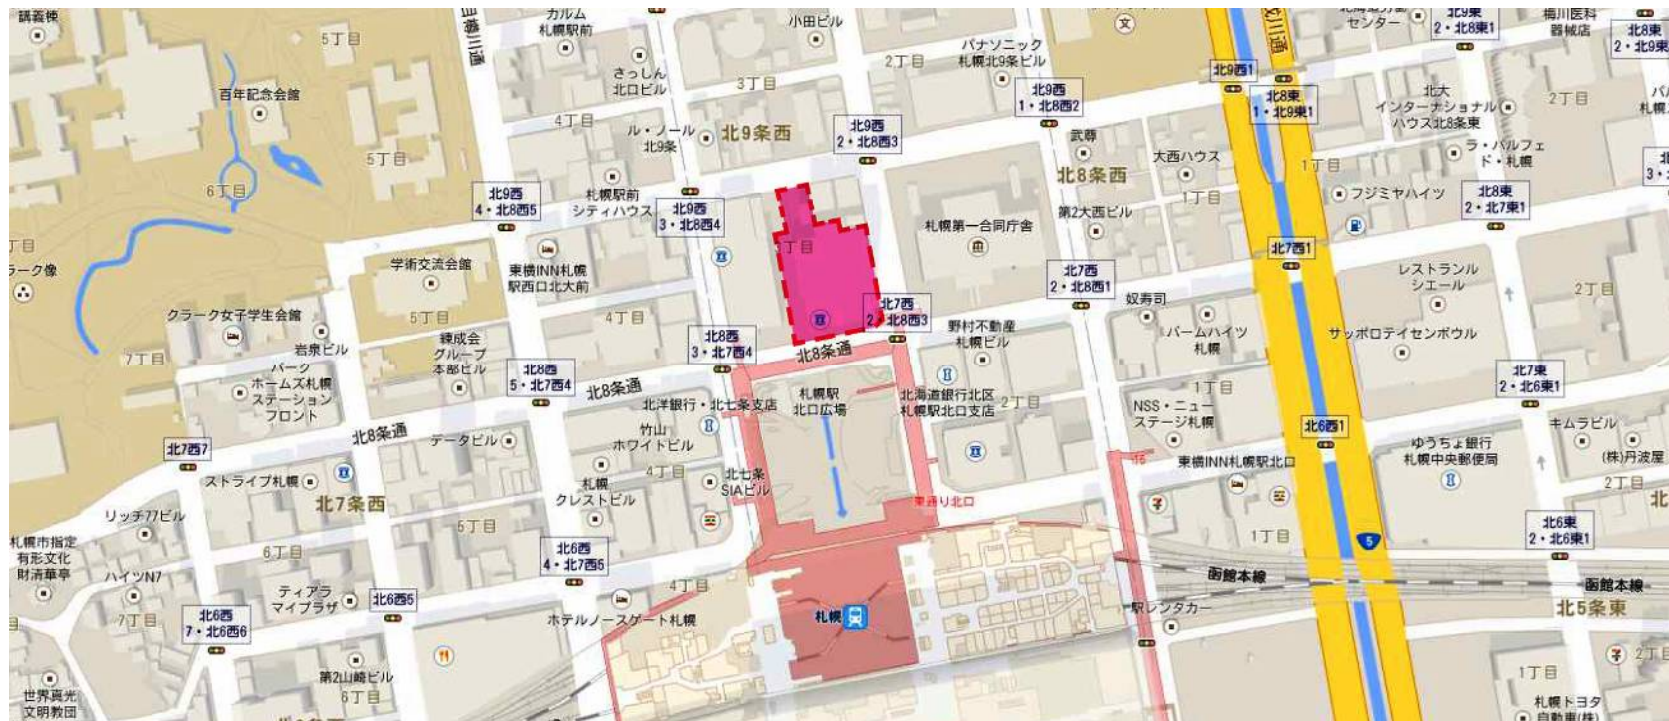 講義棟
5丁目
百年記念会館
5丁目
6丁目
カルム
札幌駅前
小田ビル
さっしん
北口ビル
3丁目
2丁目
パナソニック
札幌北9条ビル
4丁目
ル・ノール
北9条
北9条西
北9西
2・北8西3
北9西
1・北8西2
北9西1
北8東
1・北9東1
北9東
2・北8東1
梅川医科
器械店
北8東
2・北9東
センター
北大
インターナショナル
ハウス北8条東
2丁目
武尊
大西ハウス
北8条西
1丁目
1丁目
ラ・パルフェ
ド・札幌
フジミヤハイツ
北8東
2・北7東1
第2大西ビル
札幌第一合同庁舎
北9西
4・北8西5
札幌駅前
シティハウス
北9西
3・北8西4
丁目
丁目
ラーク像
学術交流会館
東横INN札幌
駅西口北大前
クラーク女子学生会館
5丁目
4丁目
岩泉ビル
7丁目
パーク
ホームズ札幌
ステーション
フロント
練成会
グループ
本部ビル
北8西
3・北7西4
北8条通
北7西
2・北8西3
野村不動産
札幌ビル
北7西
2・北8西1
奴寿司
パームハイツ
札幌
北7西1
レストランル
シエール
2丁目
サッポロテイセンボウル
北8西
5・北7西4
北8条通
北洋銀行・北七条支店
札幌駅
北口広場
北海道銀行北区
札幌駅北口支店
2丁目
1丁目
NSS・ニュー
ステージ札幌
北6西1
北7東
2・北6東1
キムラビル
(株)丹波屋
ゆうちょ銀行
札幌中央郵便局
北8条通
データビル
竹山
ホワイトビル
4丁目
北7西7
ストライプ札幌
北7条西
札幌
クレストビル
北七条
SIAビル
16
東横INN札幌駅北口
東通り北口
2丁目
リッチ77ビル
5丁目
6丁目
1丁目
北6東
2・北6東1
5
札幌市指定
有形文化
財清華亭
ハイツN7
7丁目
ティアラ
マイプラザ
北6西5
北6西
4・北7西5
4丁目
ホテルノースゲート札幌
札幌
函館本線
函館本線
北5条東
駅レンタカー
北6西
7・北6西6
第2山崎ビル
6丁目
世界真光
文明教団
1丁目
2丁目
札幌トヨタ
自動車(株)